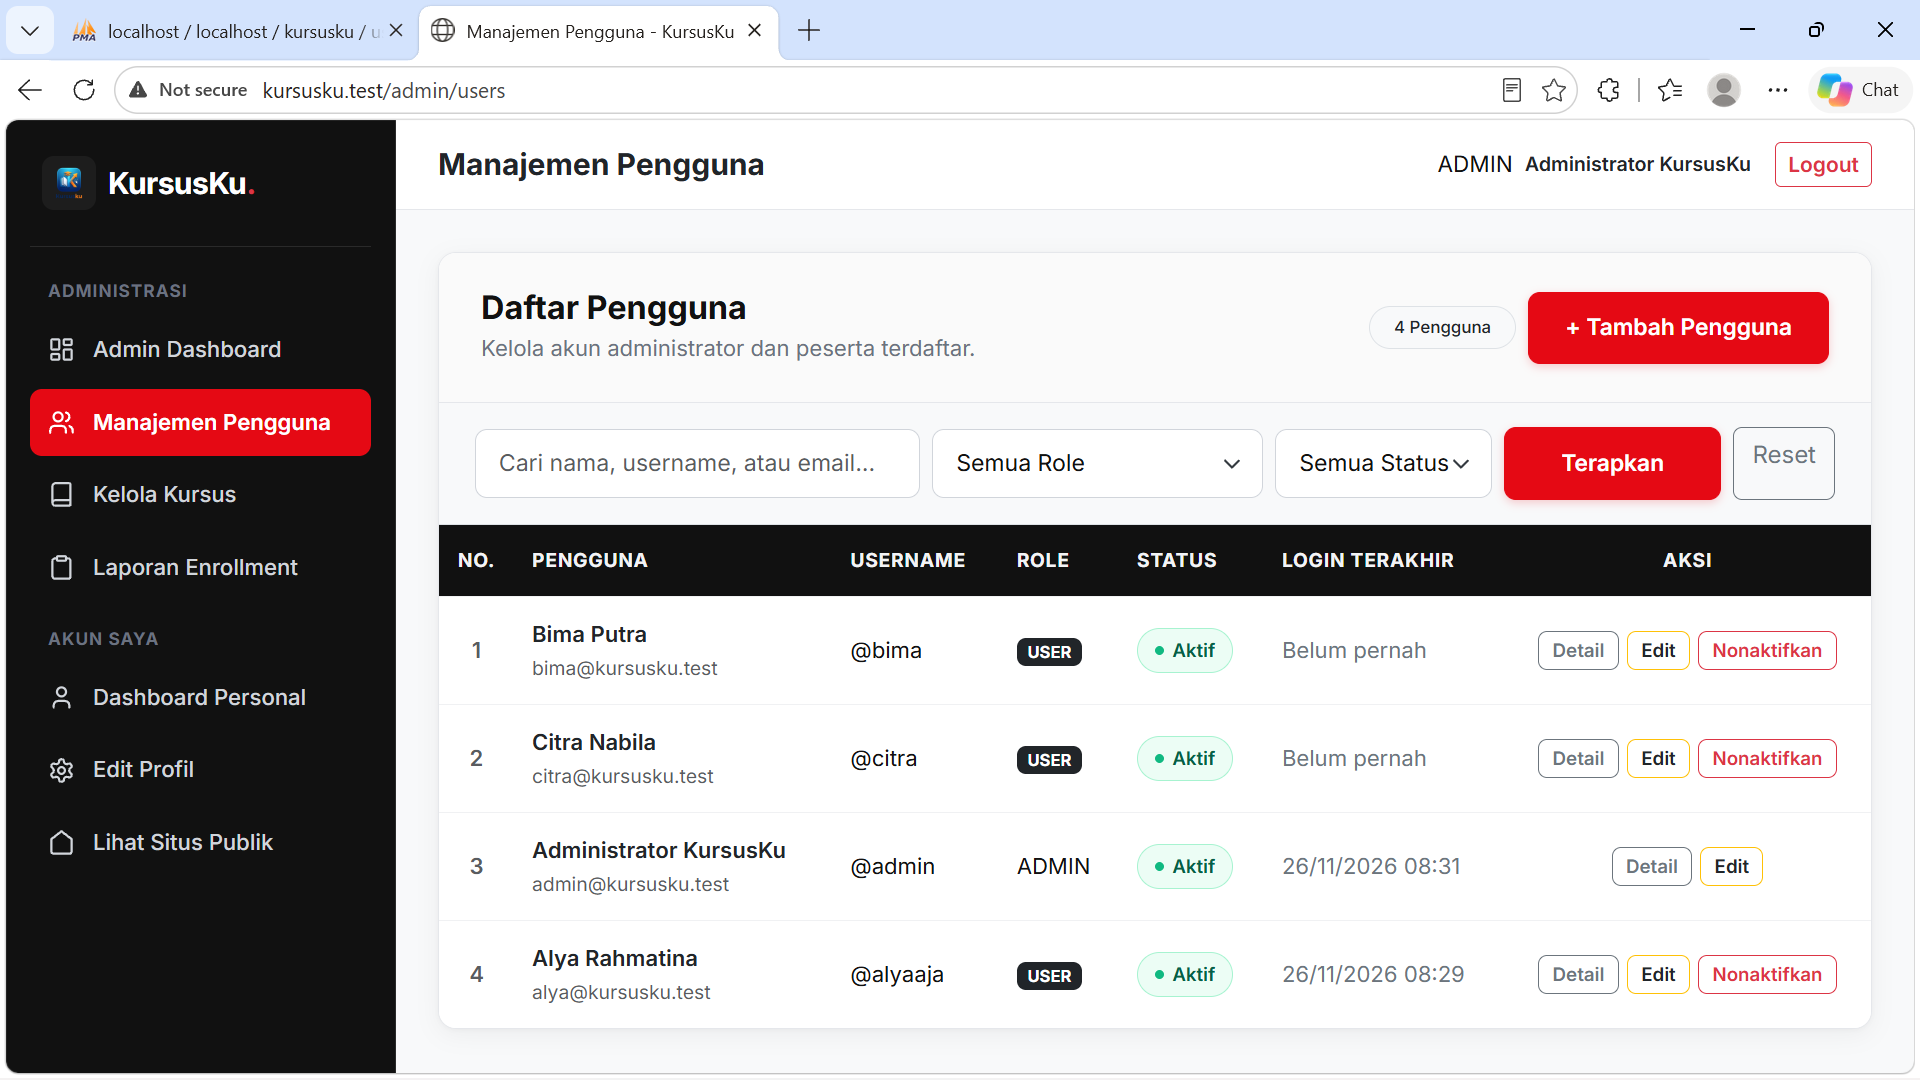 PMA localhost / localhost / kursusku / u
Manajemen Pengguna - KursusKu
Not secure kursusku.test/admin/users
Chat
KursusKu.
Manajemen Pengguna
ADMIN Administrator KursusKu Logout
ADMINISTRASI
Admin Dashboard
Manajemen Pengguna
Kelola Kursus
Laporan Enrollment
AKUN SAYA
Dashboard Personal
Edit Profil
Lihat Situs Publik
Daftar Pengguna
Kelola akun administrator dan peserta terdaftar.
4 Pengguna
+ Tambah Pengguna
Cari nama, username, atau email... Semua Role Semua Status Terapkan Reset
NO. PENGGUNA USERNAME ROLE STATUS LOGIN TERAKHIR AKSI
1 Bima Putra @bima USER Aktif Belum pernah Detail Edit Nonaktifkan
bima@kursusku.test
2 Citra Nabila @citra USER Aktif Belum pernah Detail Edit Nonaktifkan
citra@kursusku.test
3 Administrator KursusKu @admin ADMIN Aktif 26/11/2026 08:31 Detail Edit
admin@kursusku.test
4 Alya Rahmatina @alyaaja USER Aktif 26/11/2026 08:29 Detail Edit Nonaktifkan
alya@kursusku.test